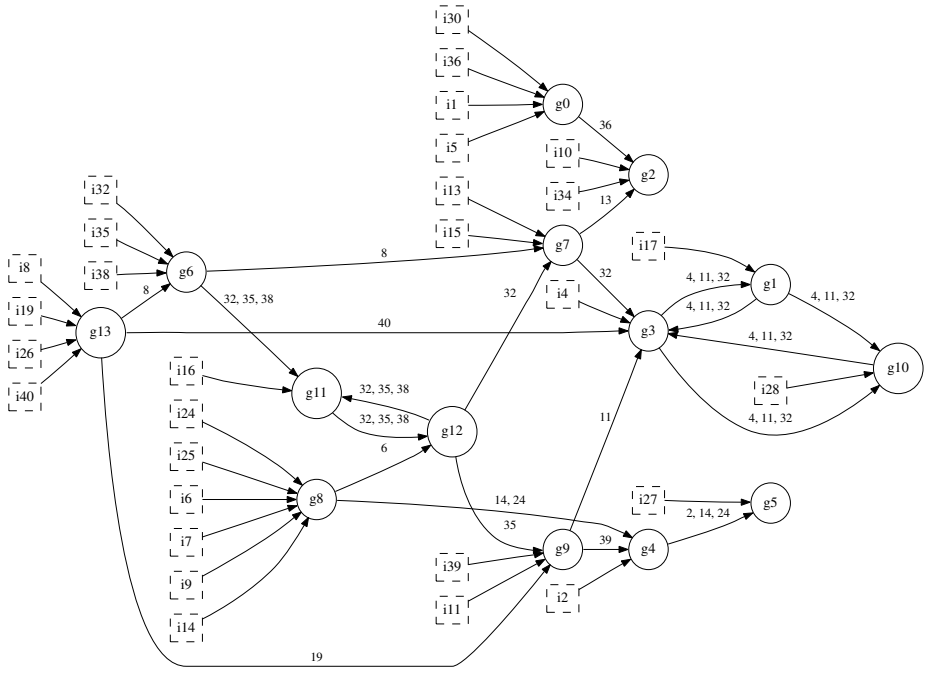 i30
i36
i1
g0
i5
36
i10
i34
g2
i13
13
i15
g7
i32
i35
i38
g6
8
i17
32
i4
g1
4, 11, 32
4, 11, 32
4, 11, 32
i8
i19
i26
i40
g13
8
32, 35, 38
32
40
g3
4, 11, 32
g10
i28
4, 11, 32
i16
g11
32, 35, 38
32, 35, 38
g12
6
11
i24
i25
i6
i7
i9
i14
g8
14, 24
35
i27
2, 14, 24
g5
39
g9
g4
i39
i11
i2
19